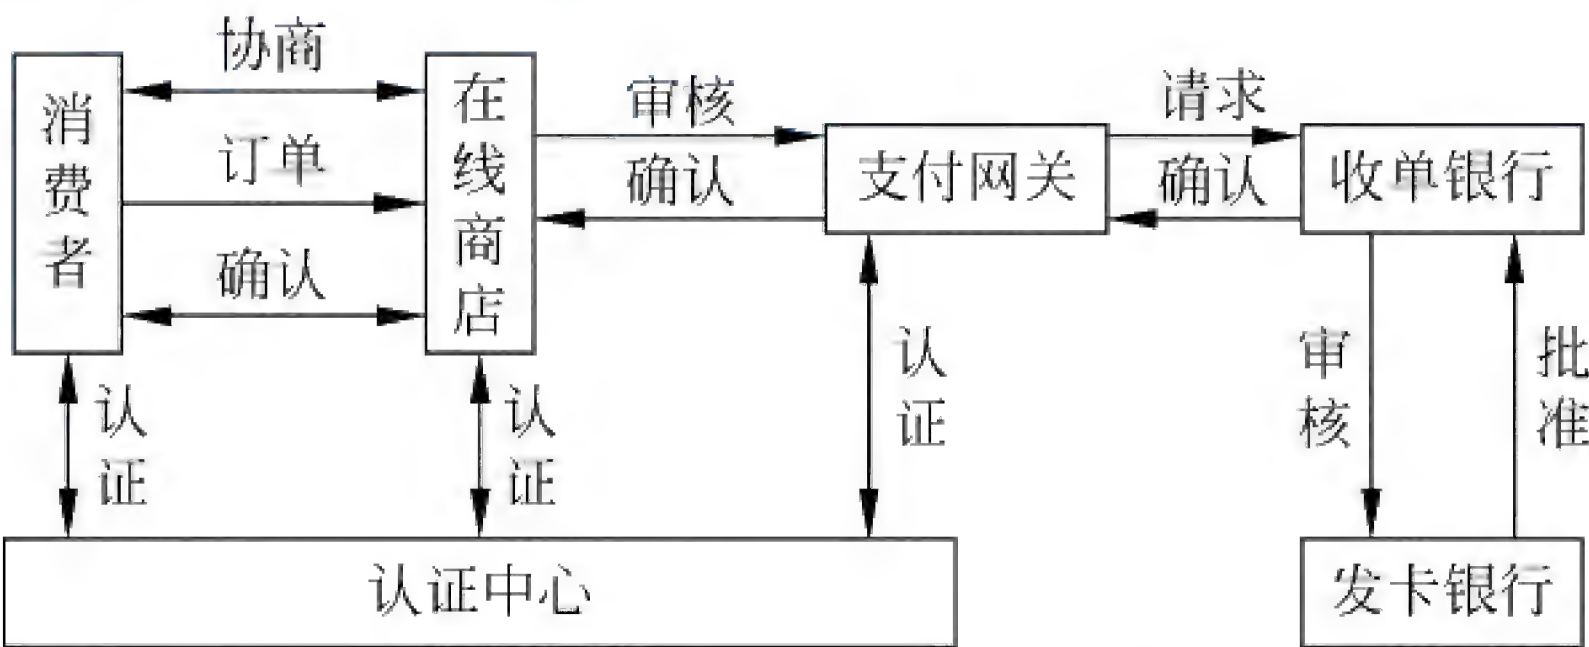 协商
消费者
订单
确认
在线商店
审核
确认
支付网关
请求
确认
收单银行
认证
认证
认证
审核
批准
认证中心
发卡银行